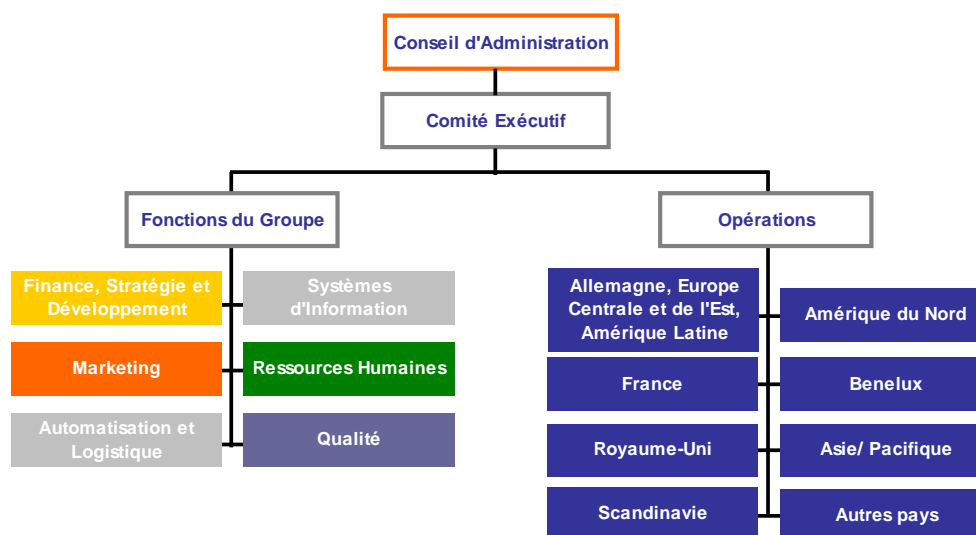 Conseil d'Administration
Comité Exécutif
Fonctions du Groupe
Opérations
Finance, Stratégie et
Développement
Systèmes
d'Information
Marketing
Ressources Humaines
Automatisation et
Logistique
Qualité
Allemagne, Europe
Centrale et de l'Est,
Amérique Latine
Amérique du Nord
France
Benelux
Royaume-Uni
Asie/ Pacifique
Scandinavie
Autres pays